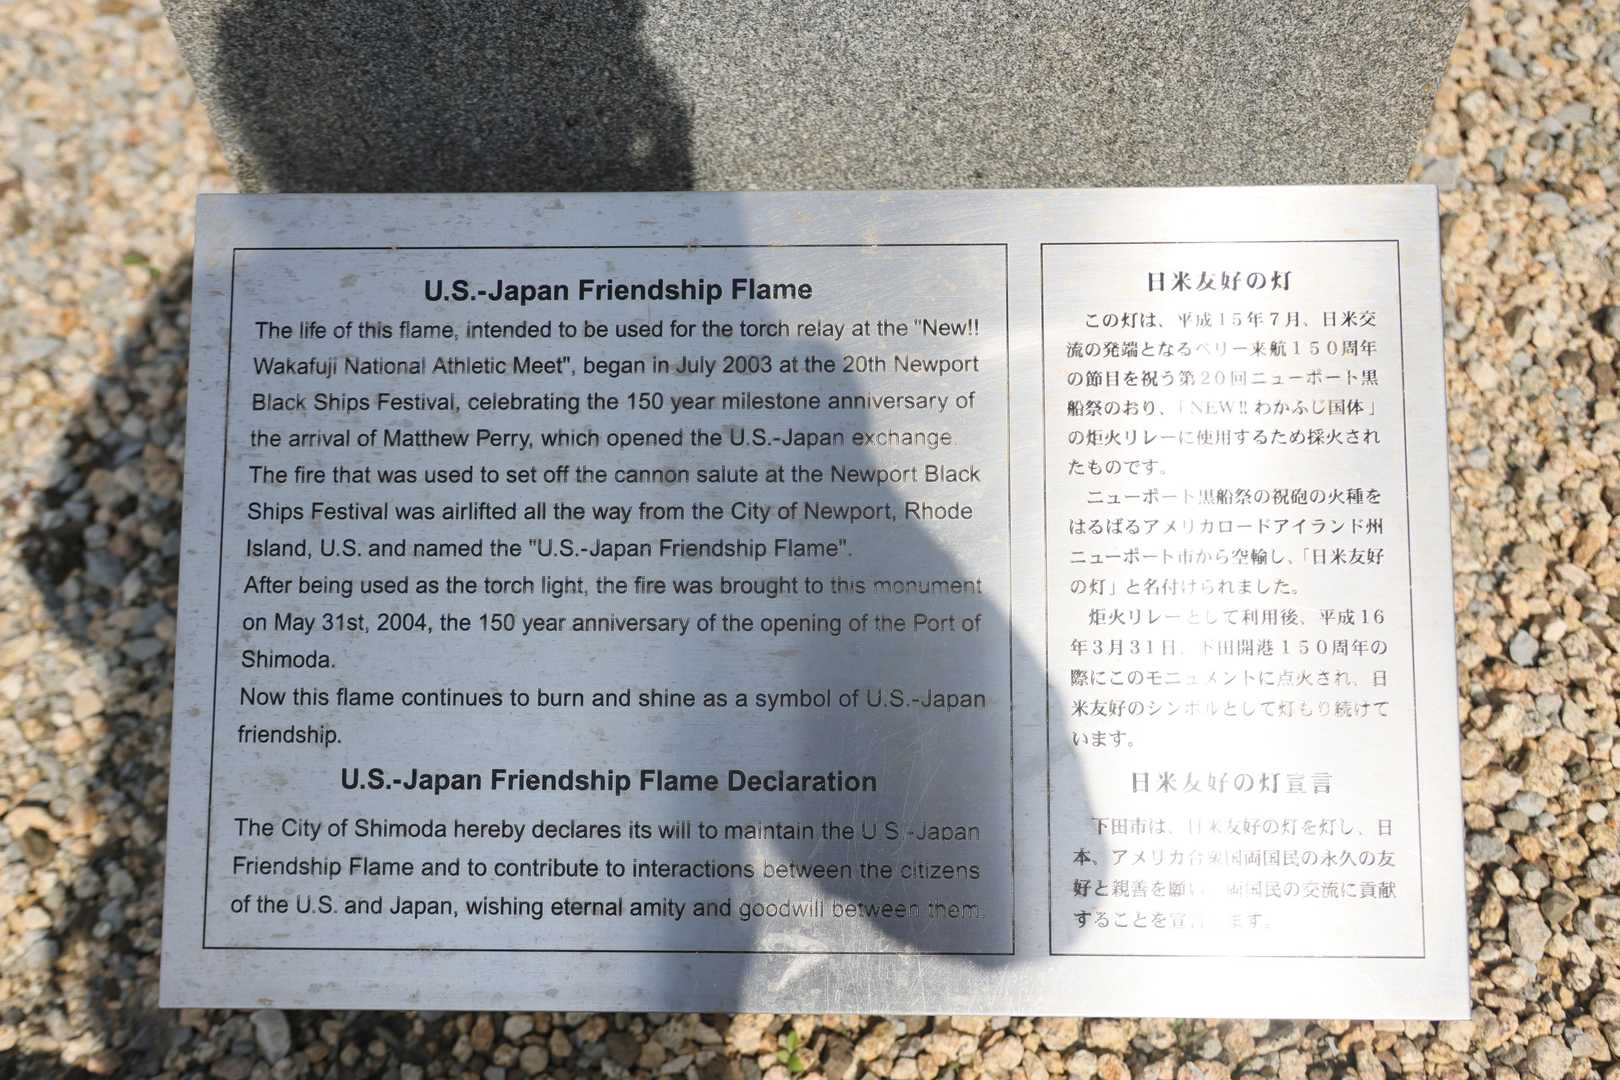 U.S.-Japan Friendship Flame
The life of this flame, intended to be used for the torch relay at the "New!!
Wakafuji National Athletic Meet", began in July 2003 at the 20th Newport
Black Ships Festival, celebrating the 150 year milestone anniversary of
the arrival of Matthew Perry, which opened the U.S.-Japan exchange.
The fire that was used to set off the cannon salute at the Newport Black
Ships Festival was airlifted all the way from the City of Newport, Rhode
Island, U.S. and named the "U.S.-Japan Friendship Flame".
After being used as the torch light, the fire was brought to this monument
on May 31st, 2004, the 150 year anniversary of the opening of the Port of
Shimoda.
Now this flame continues to burn and shine as a symbol of U.S.-Japan
friendship.
U.S.-Japan Friendship Flame Declaration
The City of Shimoda hereby declares its will to maintain the U.S.-Japan
Friendship Flame and to contribute to interactions between the citizens
of the U.S. and Japan, wishing eternal amity and goodwill between them.
日米友好の灯
この灯は、平成15年7月、日米交
流の発端となるペリー来航150周年
の節目を祝う第20回ニューポート黒
船祭のおり、「NEW!!わかふじ国体」
の炬火リレーに使用するため採火され
たものです。
ニューポート黒船祭の祝砲の火種を
はるばるアメリカロードアイランド州
ニューポート市から空輸し、「日米友好
の灯」と名付けられました。
炬火リレーとして利用後、平成16
年3月31日、下田開港150周年の
際にこのモニュメントに点火され、日
米友好のシンボルとして灯もり続けて
います。
日米友好の灯宣言
下田市は、日米友好の灯を灯し、日
本、アメリカ合衆国両国民の永久の友
好と親善を願い、両国民の交流に貢献
することを宣言します。